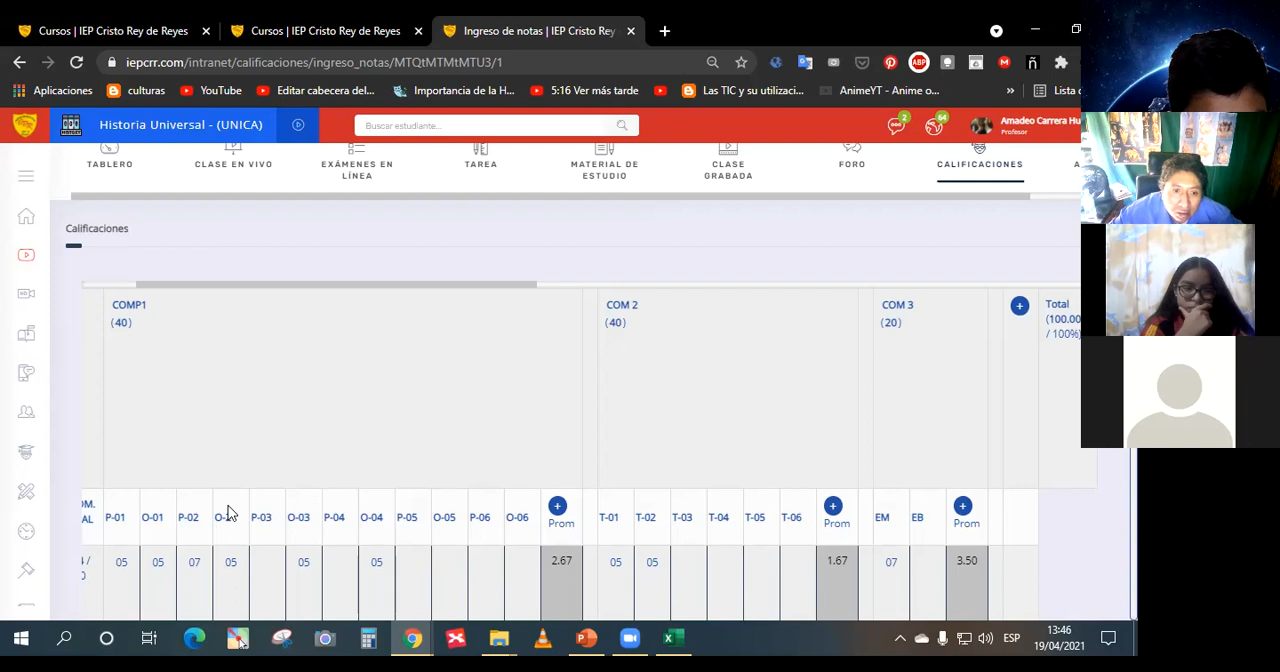 Cursos | IEP Cristo Rey de Reyes
Cursos | IEP Cristo Rey de Reyes
Ingreso de notas | IEP Cristo Rey
iepcrr.com/intranet/calificaciones/ingreso_notas/MTQtMTMtMTU3/1
Aplicaciones
culturas
YouTube
Editar cabecera del...
Importancia de la H...
5:16 Ver más tarde
Las TIC y su utilizaci...
AnimeYT - Anime o...
»
Lista d
Historia Universal - (UNICA)
Buscar estudiante...
2
64
Amadeo Carrera Hu
Profesor
TABLERO
CLASE EN VIVO
EXÁMENES EN LÍNEA
TAREA
MATERIAL DE ESTUDIO
CLASE GRABADA
FORO
CALIFICACIONES
A
Calificaciones
COMP1
(40)
COM 2
(40)
COM 3
(20)
Total
(100.00
/ 100%)
OM.
AL
P-01
O-01
P-02
P-03
O-03
P-04
O-04
P-05
O-05
P-06
O-06
Prom
T-01
T-02
T-03
T-04
T-05
T-06
Prom
EM
EB
Prom
05
05
07
05
05
05
2.67
05
05
1.67
07
3.50
ESP
13:46
19/04/2021